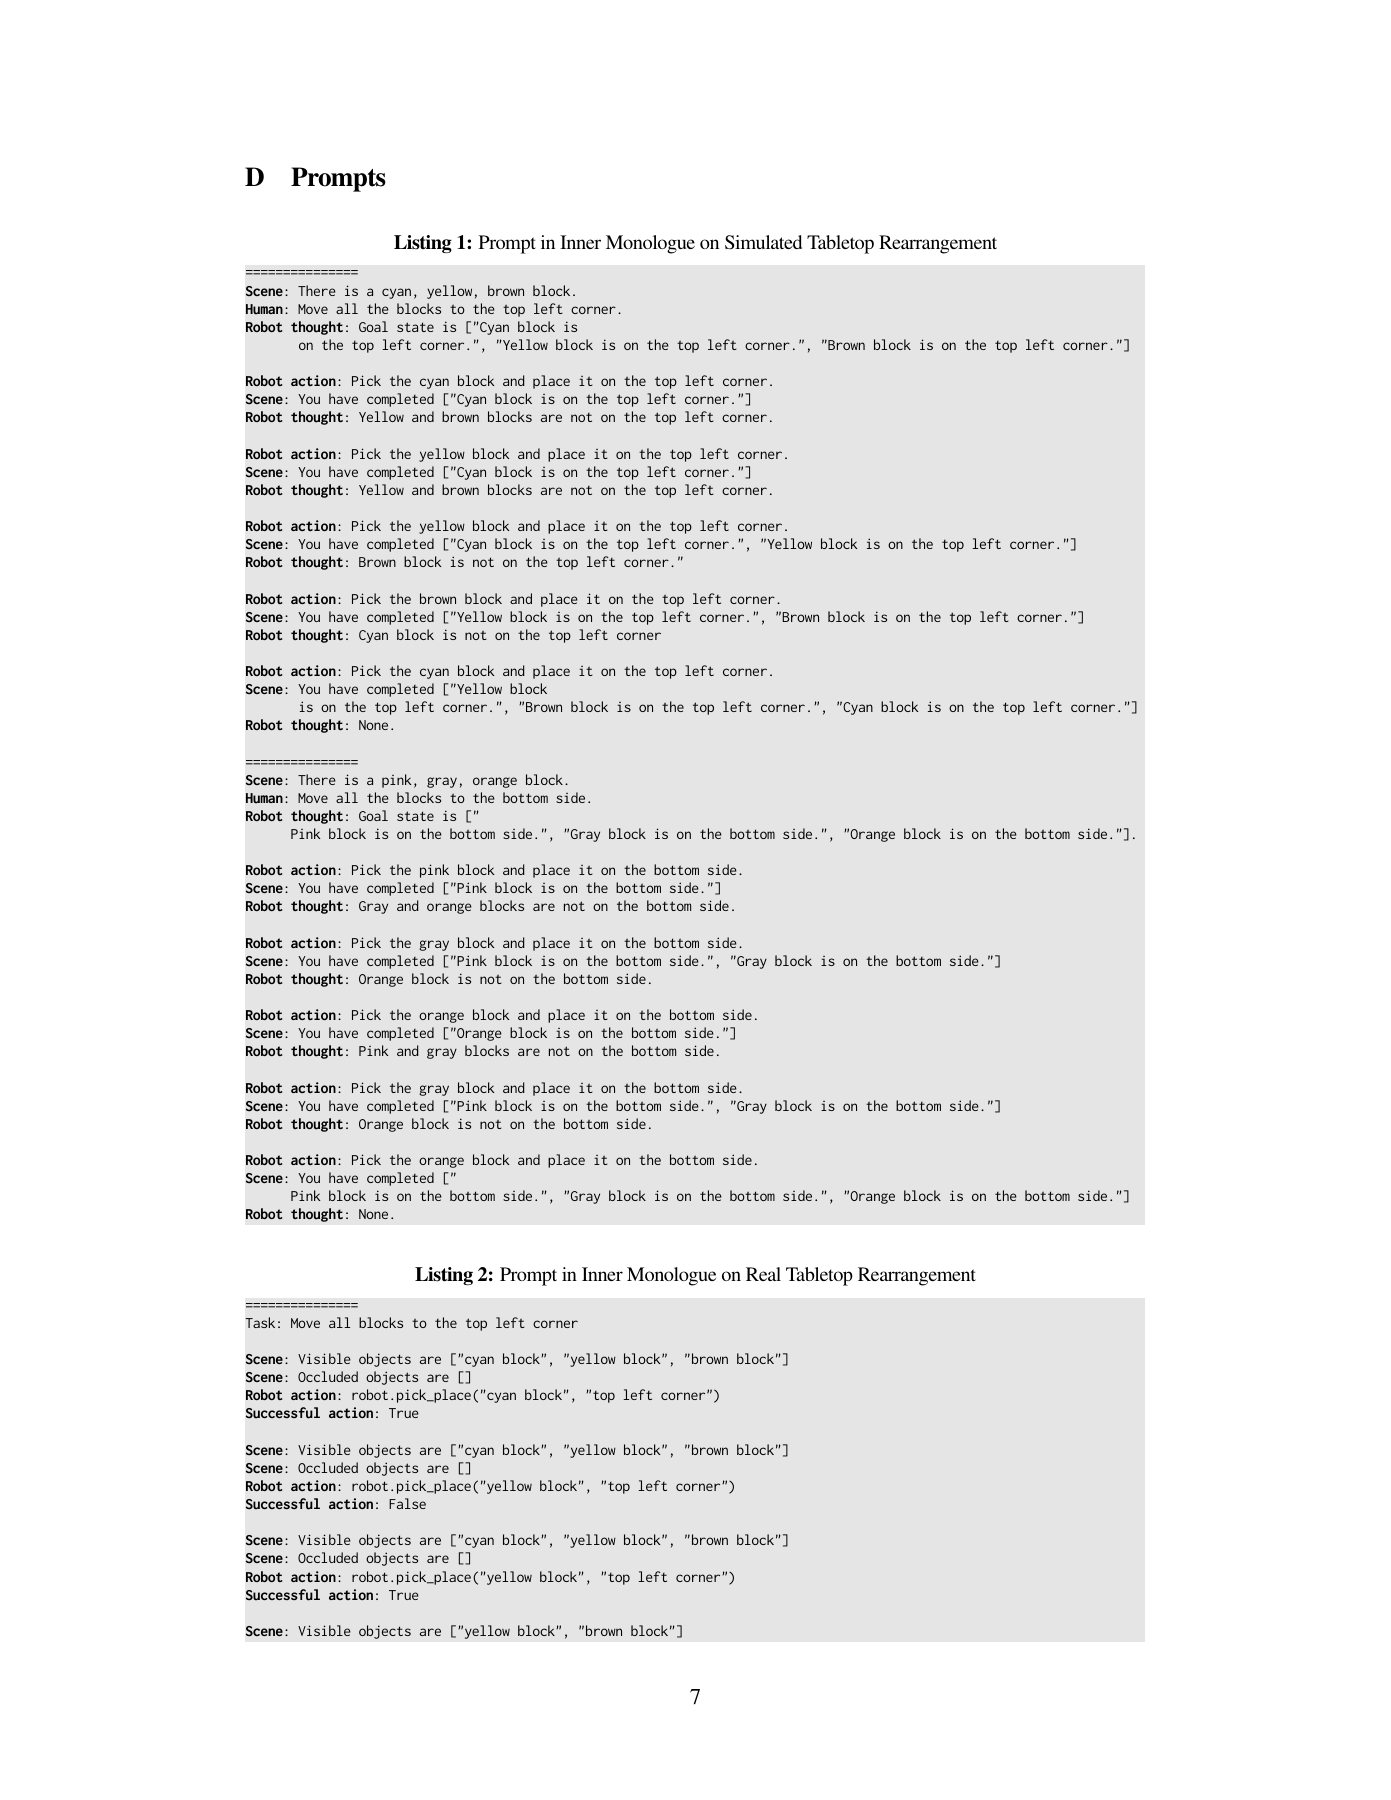 D Prompts
Listing 1: Prompt in Inner Monologue on Simulated Tabletop Rearrangement
===============
Scene: There is a cyan, yellow, brown block.
Human: Move all the blocks to the top left corner.
Robot thought: Goal state is ["Cyan block is
on the top left corner.", "Yellow block is on the top left corner.", "Brown block is on the top left corner."]
Robot action: Pick the cyan block and place it on the top left corner.
Scene: You have completed ["Cyan block is on the top left corner."]
Robot thought: Yellow and brown blocks are not on the top left corner.
Robot action: Pick the yellow block and place it on the top left corner.
Scene: You have completed ["Cyan block is on the top left corner."]
Robot thought: Yellow and brown blocks are not on the top left corner.
Robot action: Pick the yellow block and place it on the top left corner.
Scene: You have completed ["Cyan block is on the top left corner.", "Yellow block is on the top left corner."]
Robot thought: Brown block is not on the top left corner."
Robot action: Pick the brown block and place it on the top left corner.
Scene: You have completed ["Yellow block is on the top left corner.", "Brown block is on the top left corner."]
Robot thought: Cyan block is not on the top left corner
Robot action: Pick the cyan block and place it on the top left corner.
Scene: You have completed ["Yellow block
is on the top left corner.", "Brown block is on the top left corner.", "Cyan block is on the top left corner."]
Robot thought: None.
===============
Scene: There is a pink, gray, orange block.
Human: Move all the blocks to the bottom side.
Robot thought: Goal state is ["
Pink block is on the bottom side.", "Gray block is on the bottom side.", "Orange block is on the bottom side."].
Robot action: Pick the pink block and place it on the bottom side.
Scene: You have completed ["Pink block is on the bottom side."]
Robot thought: Gray and orange blocks are not on the bottom side.
Robot action: Pick the gray block and place it on the bottom side.
Scene: You have completed ["Pink block is on the bottom side.", "Gray block is on the bottom side."]
Robot thought: Orange block is not on the bottom side.
Robot action: Pick the orange block and place it on the bottom side.
Scene: You have completed ["Orange block is on the bottom side."]
Robot thought: Pink and gray blocks are not on the bottom side.
Robot action: Pick the gray block and place it on the bottom side.
Scene: You have completed ["Pink block is on the bottom side.", "Gray block is on the bottom side."]
Robot thought: Orange block is not on the bottom side.
Robot action: Pick the orange block and place it on the bottom side.
Scene: You have completed ["
Pink block is on the bottom side.", "Gray block is on the bottom side.", "Orange block is on the bottom side."]
Robot thought: None.
Listing 2: Prompt in Inner Monologue on Real Tabletop Rearrangement
===============
Task: Move all blocks to the top left corner
Scene: Visible objects are ["cyan block", "yellow block", "brown block"]
Scene: Occluded objects are []
Robot action: robot.pick_place("cyan block", "top left corner")
Successful action: True
Scene: Visible objects are ["cyan block", "yellow block", "brown block"]
Scene: Occluded objects are []
Robot action: robot.pick_place("yellow block", "top left corner")
Successful action: False
Scene: Visible objects are ["cyan block", "yellow block", "brown block"]
Scene: Occluded objects are []
Robot action: robot.pick_place("yellow block", "top left corner")
Successful action: True
Scene: Visible objects are ["yellow block", "brown block"]
7